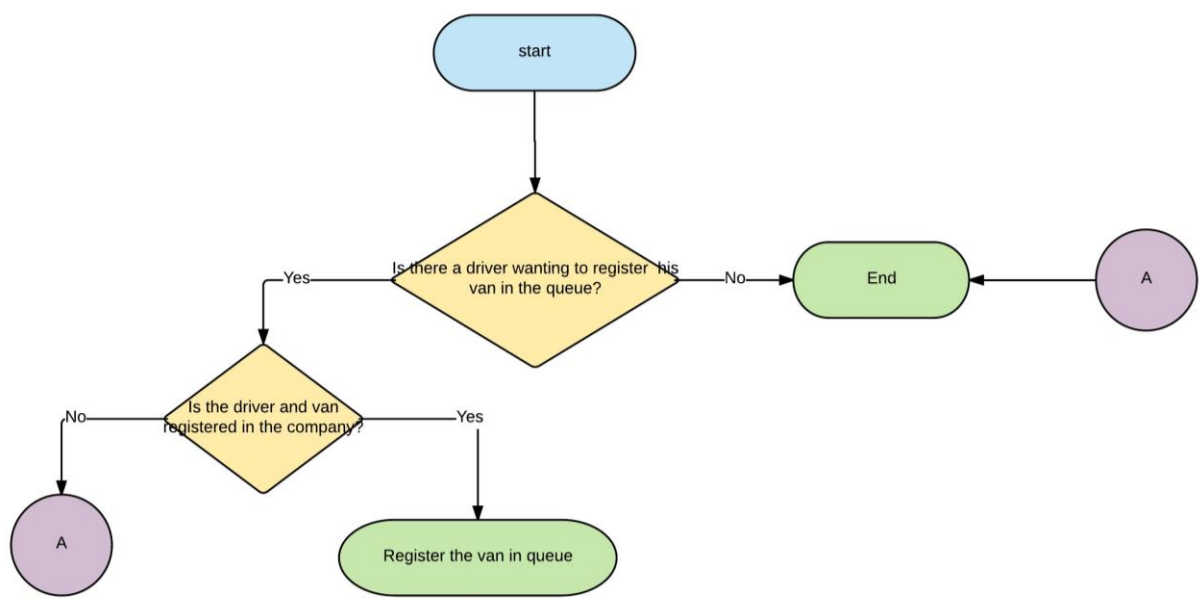 start
Is there a driver wanting to register  his
van in the queue?
Yes
No
End
A
Is the driver and van
registered in the company?
No
Yes
A
Register the van in queue